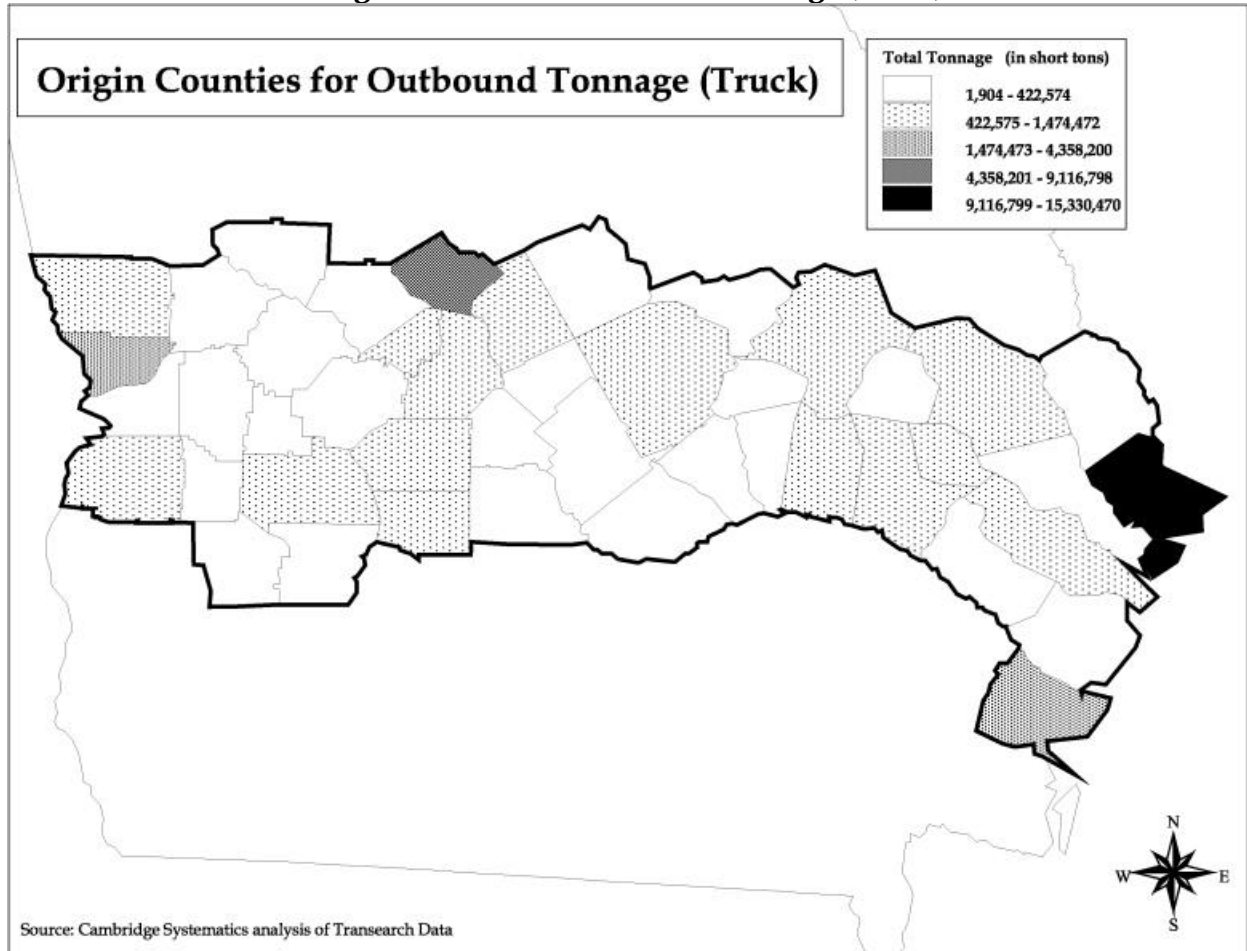 Origin Counties for Outbound Tonnage (Truck)
Total Tonnage (in short tons)
1,904 - 422,574
422,575 - 1,474,472
1,474,473 - 4,358,200
4,358,201 - 9,116,798
9,116,799 - 15,330,470
N
W E
S
Source: Cambridge Systematics analysis of Transearch Data